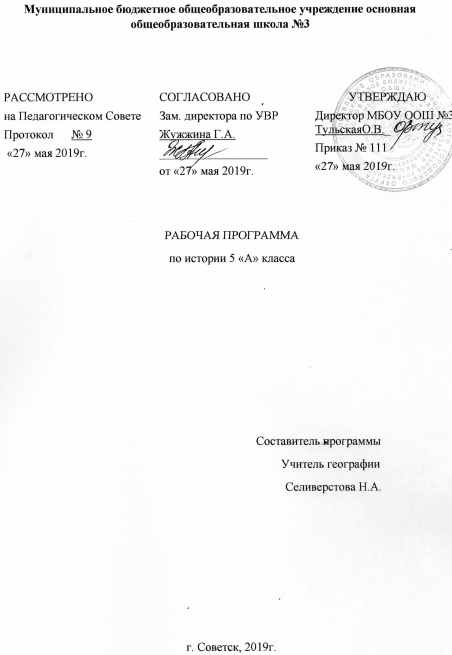 Муниципальное бюджетное общеобразовательное учреждение основная
общеобразовательная школа №3
РАССМОТРЕНО
на Педагогическом Совете
Протокол № 9
«27» мая 2019г.
СОГЛАСОВАНО
Зам. директора по УВР
Жужжина Г.А.
от «27» мая 2019г.
УТВЕРЖДАЮ
Директор МБОУ ООШ №3
ТульскаяО.В.
Приказ № 111
«27» мая 2019г.
РАБОЧАЯ ПРОГРАММА
по истории 5 «А» класса
Составитель программы
Учитель географии
Селиверстова Н.А.
г. Советск, 2019г.